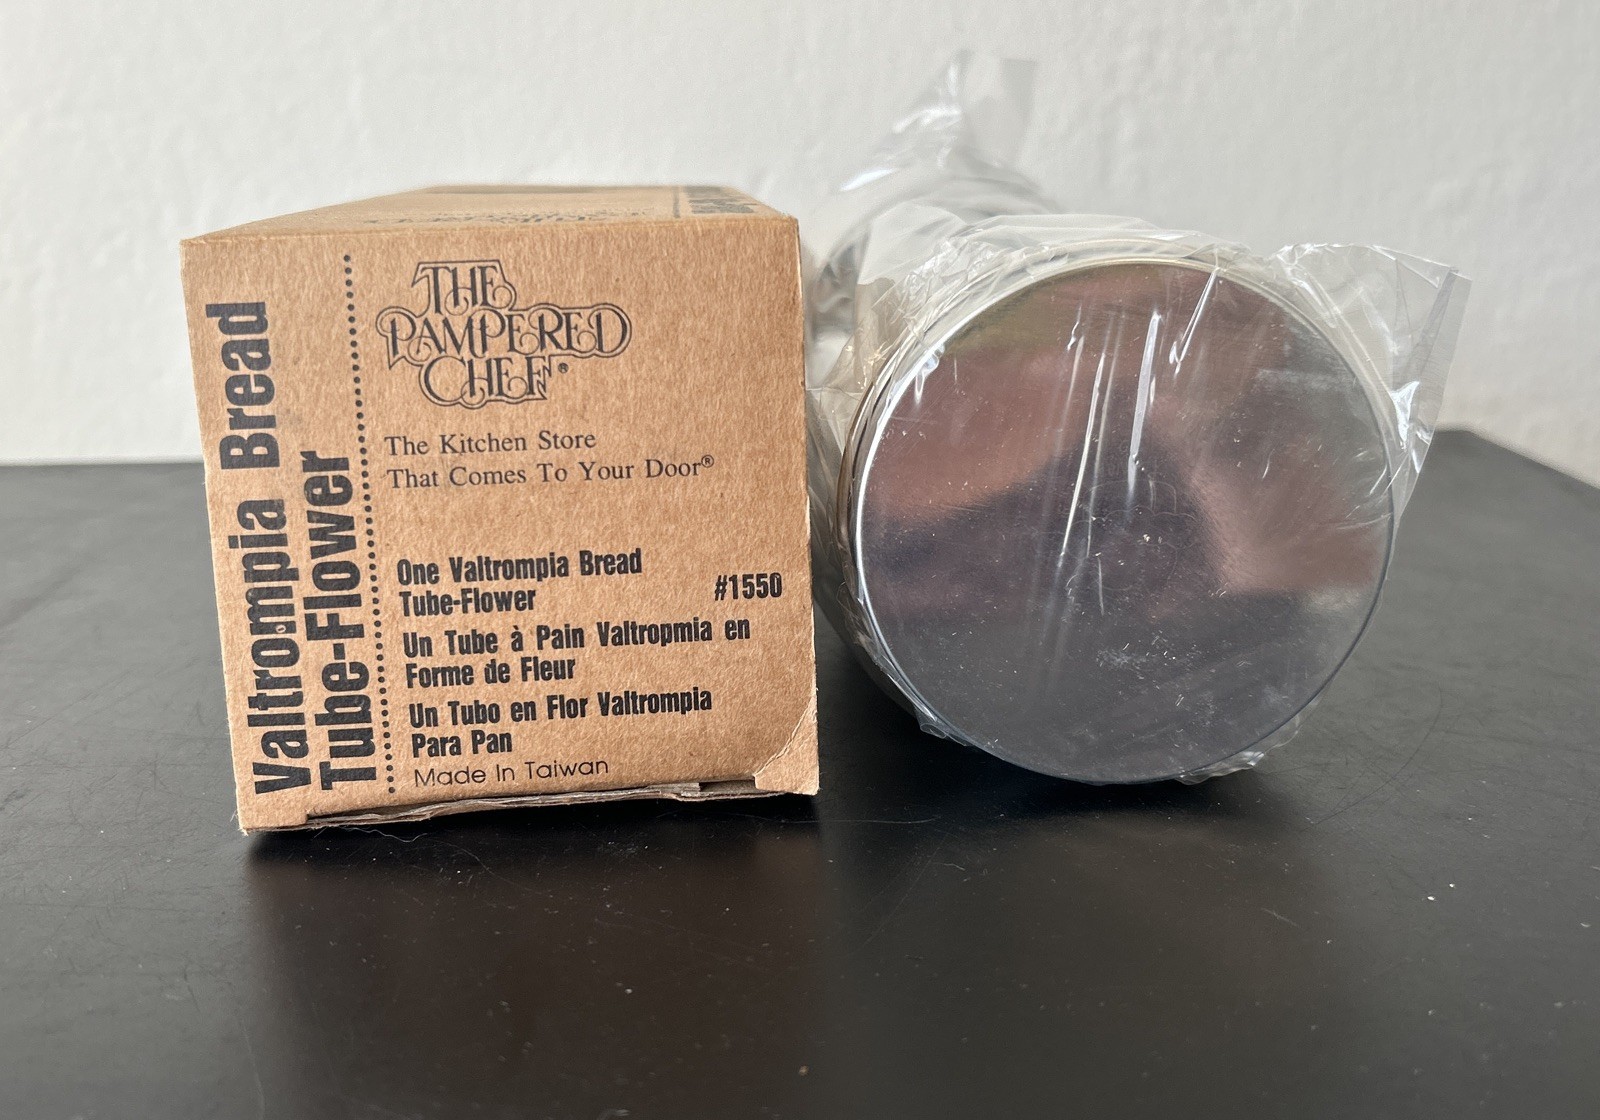 Valtrompia Bread
Tube-Flower
THE
PAMPERED
CHEF®
The Kitchen Store
That Comes To Your Door®
One Valtrompia Bread
Tube-Flower
#1550
Un Tube à Pain Valtropmia en
Forme de Fleur
Un Tubo en Flor Valtrompia
Para Pan
Made In Taiwan